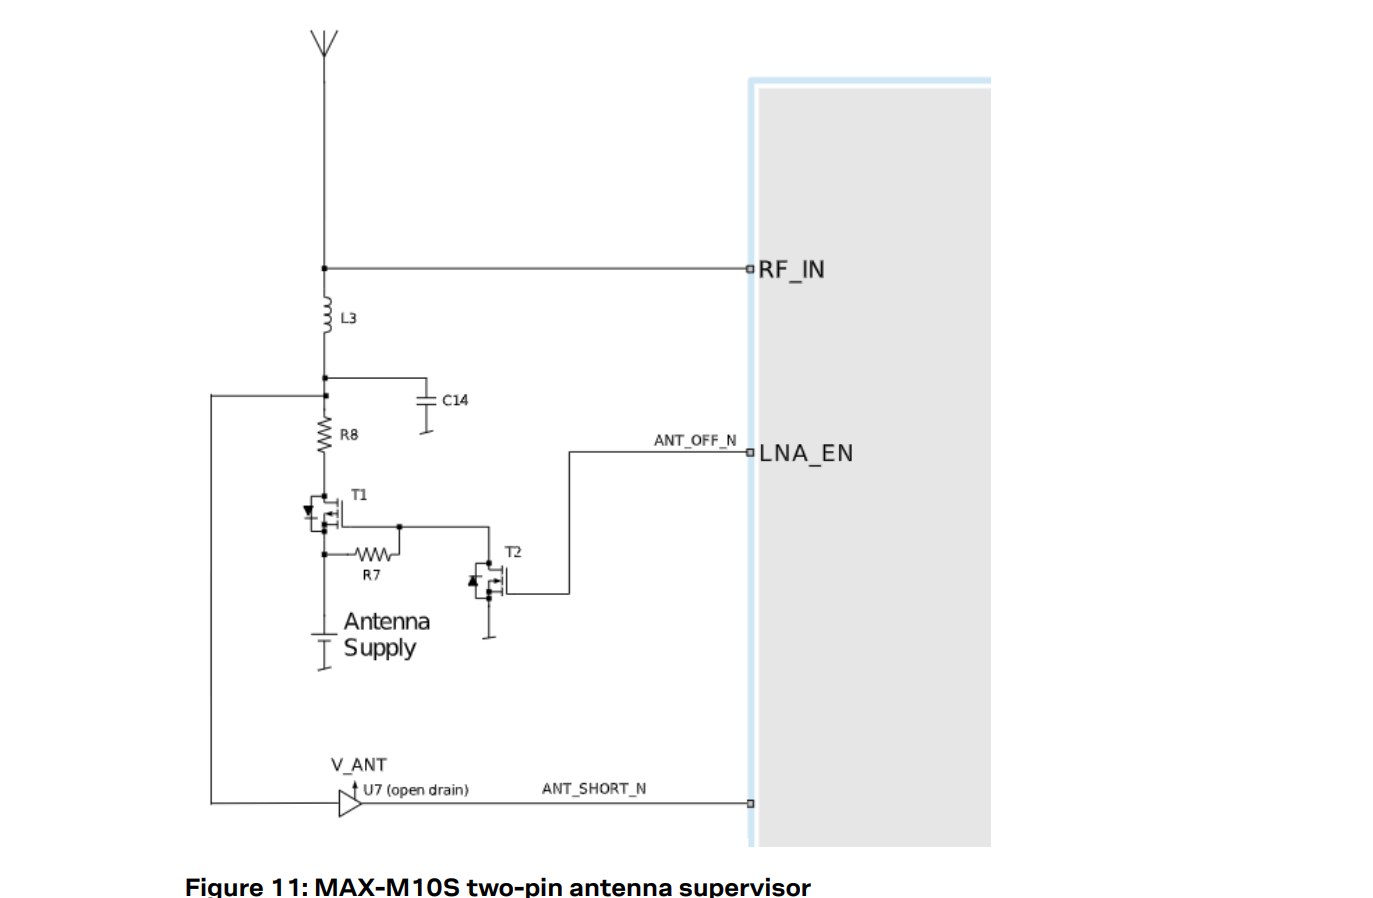 RF_IN
L3
C14
R8
ANT_OFF_N
LNA_EN
T1
T2
R7
Antenna
Supply
V_ANT
U7 (open drain)
ANT_SHORT_N
Figure 11: MAX-M10S two-pin antenna supervisor